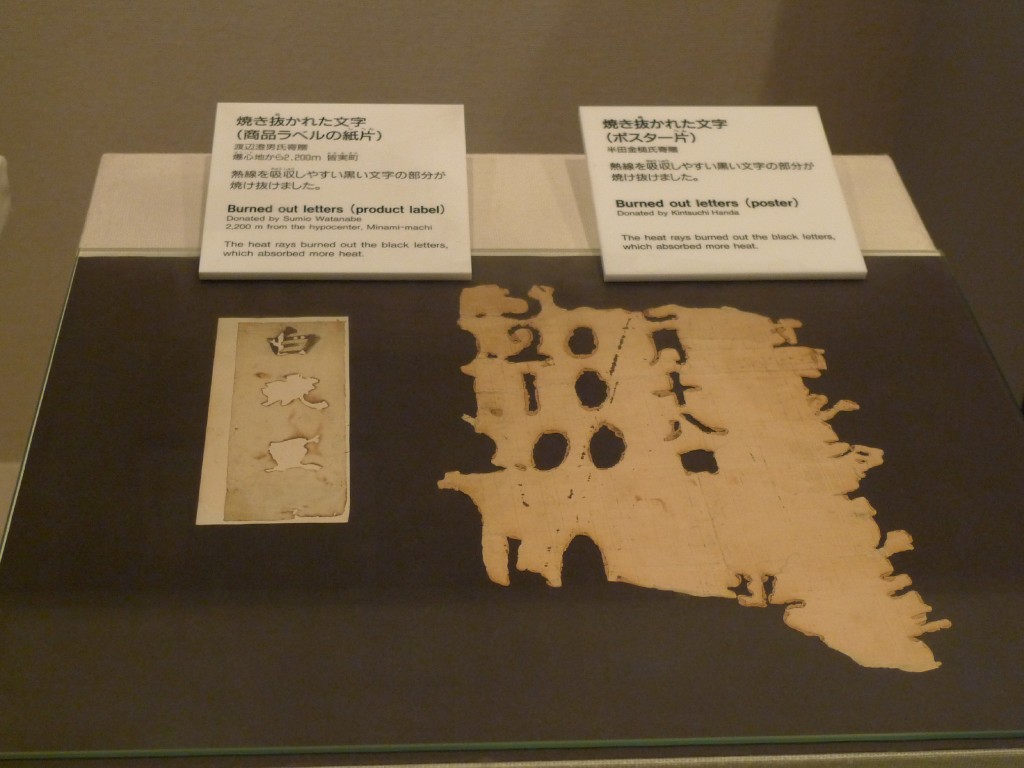 焼き抜かれた文字
(商品ラベルの紙片)
渡辺澄男氏寄贈
爆心地から2,200m 皆実町
熱線を吸収しやすい黒い文字の部分が
焼け抜けました。
Burned out letters (product label)
Donated by Sumio Watanabe
2,200 m from the hypocenter, Minami-machi
The heat rays burned out the black letters,
which absorbed more heat.
焼き抜かれた文字
(ポスター片)
熱線を吸収しやすい黒い文字の部分が
焼け抜けました。
Burned out letters (poster)
Donated by Kintauchi Handa
The heat rays burned out the black letters,
which absorbed more heat.
白